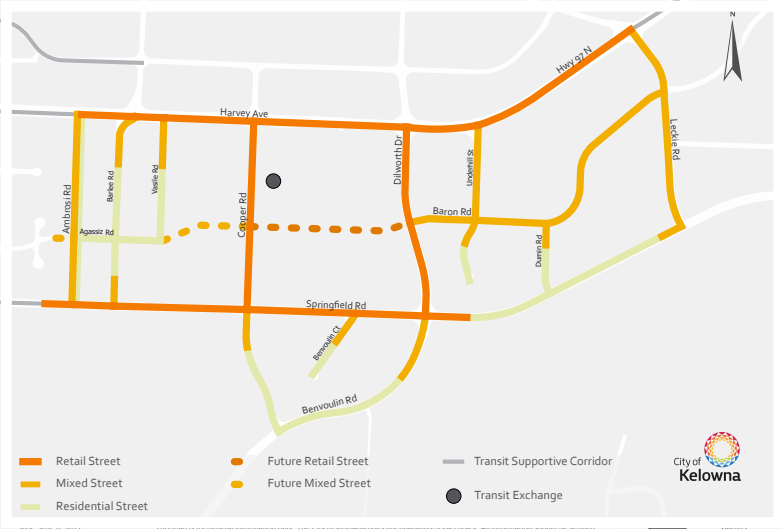 N
Hwy 97 N
Harvey Ave
Leckie Rd
Dilworth Dr
Underhill St
Barlee Rd
Vasile Rd
Ambrosi Rd
Cooper Rd
Baron Rd
Agassiz Rd
Dunin Rd
Springfield Rd
Benvoulin Ct
Benvoulin Rd
Retail Street
Future Retail Street
Transit Supportive Corridor
Mixed Street
Future Mixed Street
Transit Exchange
Residential Street
City of
Kelowna